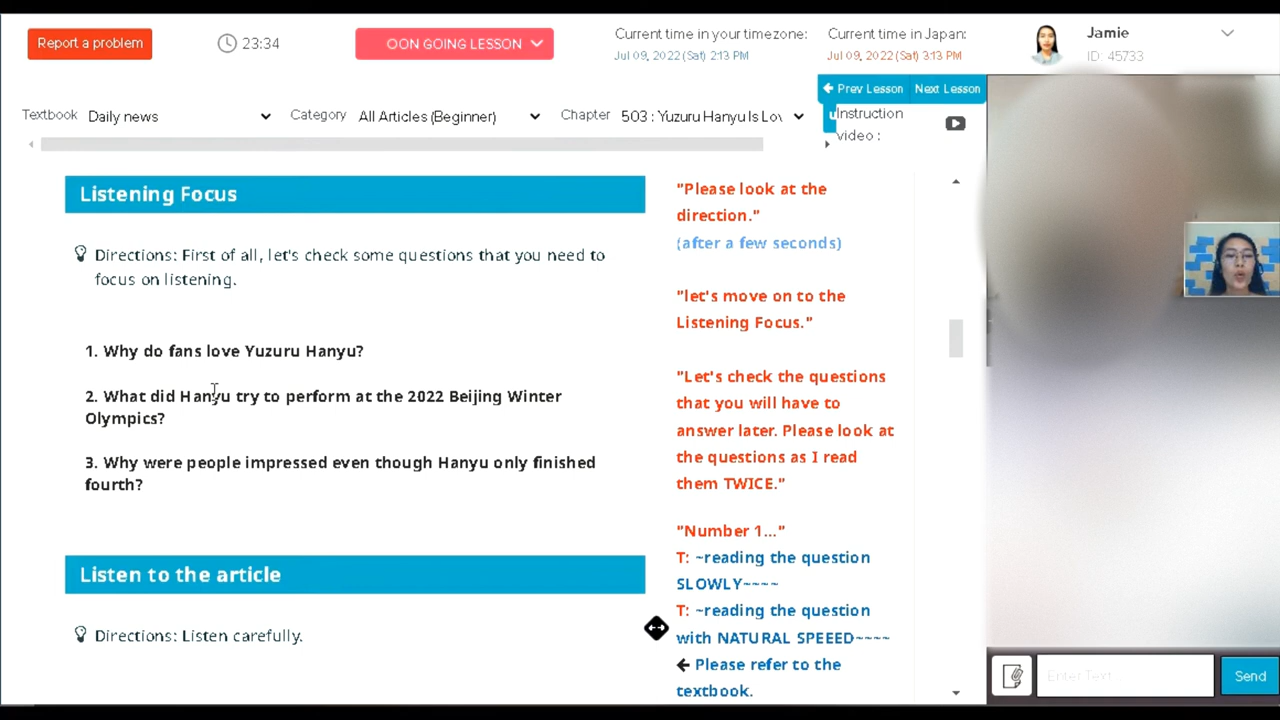 Report a problem
23:34
OON GOING LESSON
Current time in your timezone:
Jul 09, 2022 (Sat) 2:13 PM
Current time in Japan:
Jul 09, 2022 (Sat) 3:13 PM
Jamie
ID: 45733
Prev Lesson
Next Lesson
Textbook
Daily news
Category
All Articles (Beginner)
Chapter
503 : Yuzuru Hanyu Is Lov
Instruction
video :
Listening Focus
Directions: First of all, let's check some questions that you need to
focus on listening.
1. Why do fans love Yuzuru Hanyu?
2. What did Hanyu try to perform at the 2022 Beijing Winter
Olympics?
3. Why were people impressed even though Hanyu only finished
fourth?
Listen to the article
Directions: Listen carefully.
"Please look at the
direction."
(after a few seconds)
"let's move on to the
Listening Focus."
"Let's check the questions
that you will have to
answer later. Please look at
the questions as I read
them TWICE."
"Number 1..."
T: ~reading the question
SLOWLY~~~~
T: ~reading the question
with NATURAL SPEEED~~~~
← Please refer to the
textbook.
Enter Text
Send